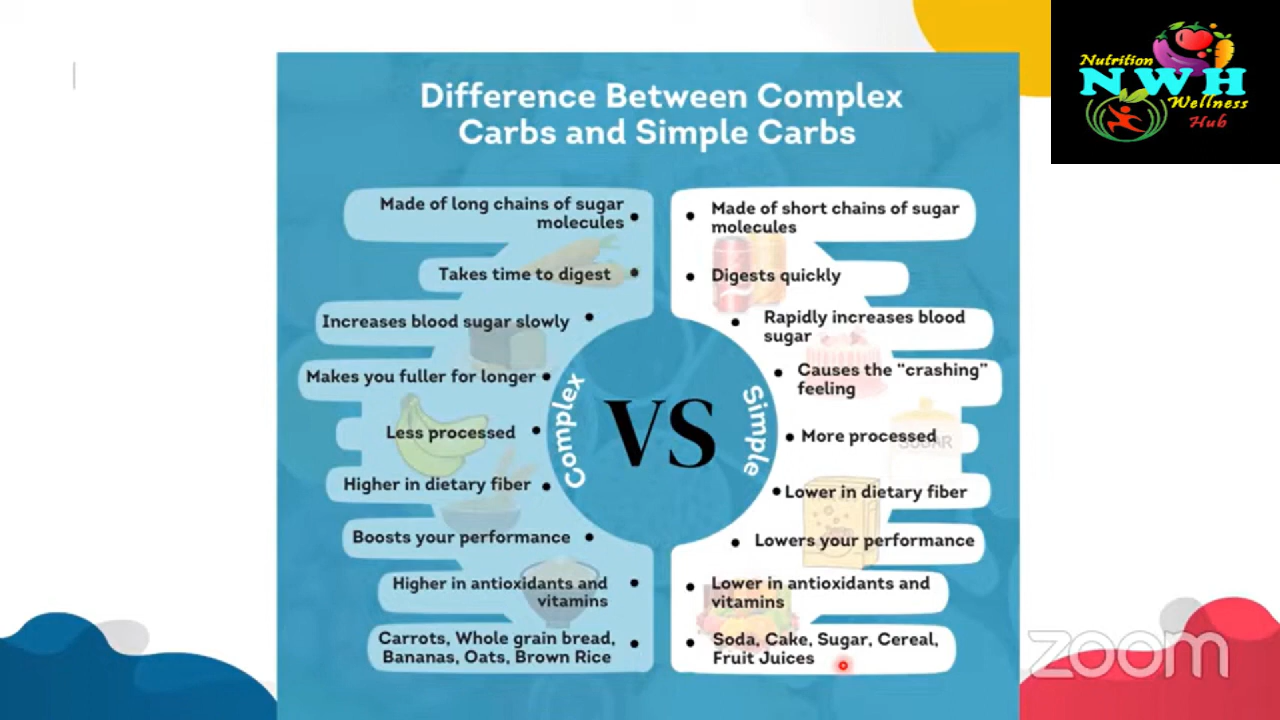 Difference Between Complex
Carbs and Simple Carbs
Nutrition
NWH
Wellness
Hub
Made of long chains of sugar
molecules
Takes time to digest
Increases blood sugar slowly
Makes you fuller for longer
Less processed
Higher in dietary fiber
Boosts your performance
Higher in antioxidants and
vitamins
Carrots, Whole grain bread,
Bananas, Oats, Brown Rice
Complex
VS
Simple
Made of short chains of sugar
molecules
Digests quickly
Rapidly increases blood
sugar
Causes the “crashing”
feeling
More processed
SUGAR
Lower in dietary fiber
Lowers your performance
Lower in antioxidants and
vitamins
Soda, Cake, Sugar, Cereal,
Fruit Juices
zoom